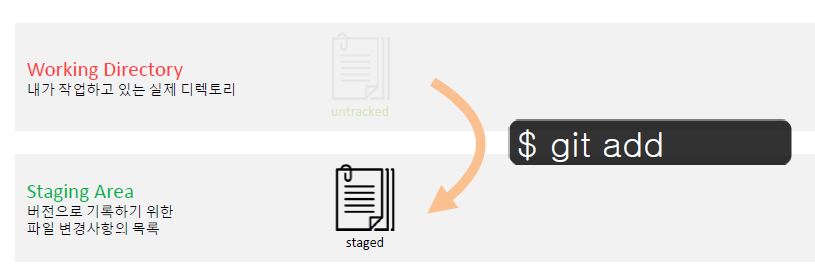 Working Directory
내가 작업하고 있는 실제 디렉토리
untracked
$ git add
Staging Area
버전으로 기록하기 위한
파일 변경사항의 목록
staged